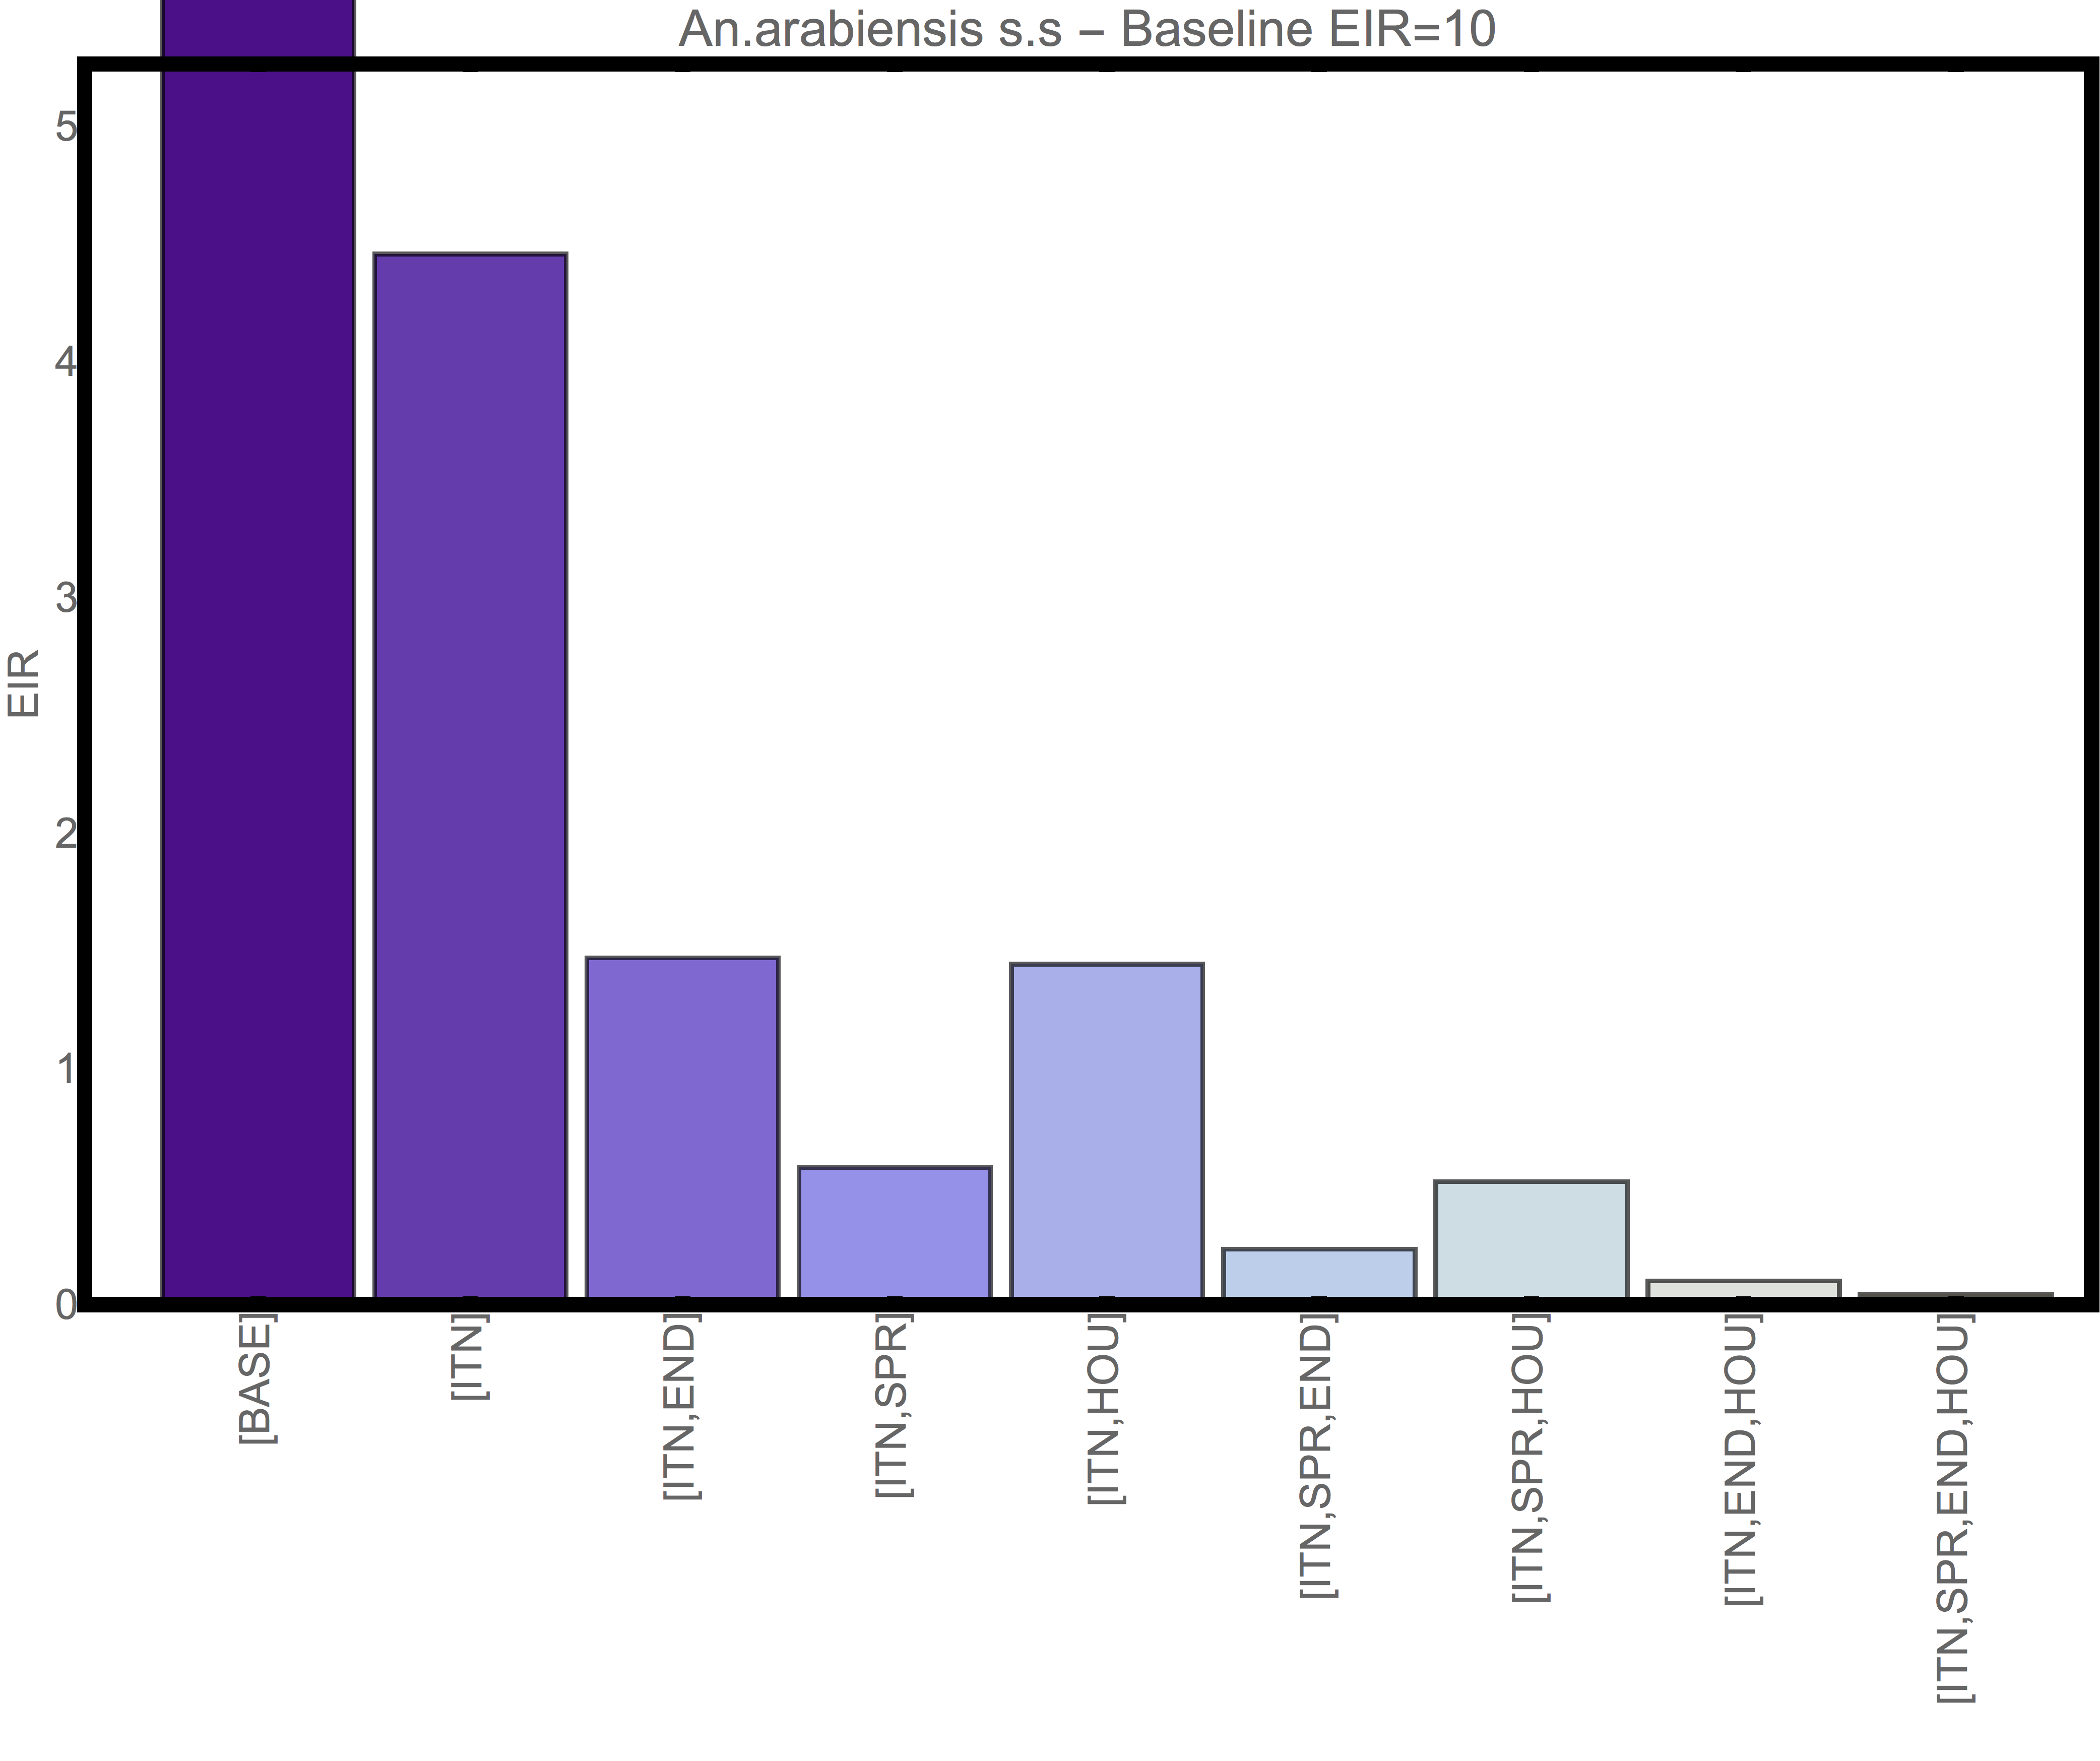 An.arabiensis s.s – Baseline EIR=10
5
4
3
2
1
0
EIR
[BASE]
[ITN]
[ITN,END]
[ITN,SPR]
[ITN,HOU]
[ITN,SPR,END]
[ITN,SPR,HOU]
[ITN,END,HOU]
[ITN,SPR,END,HOU]